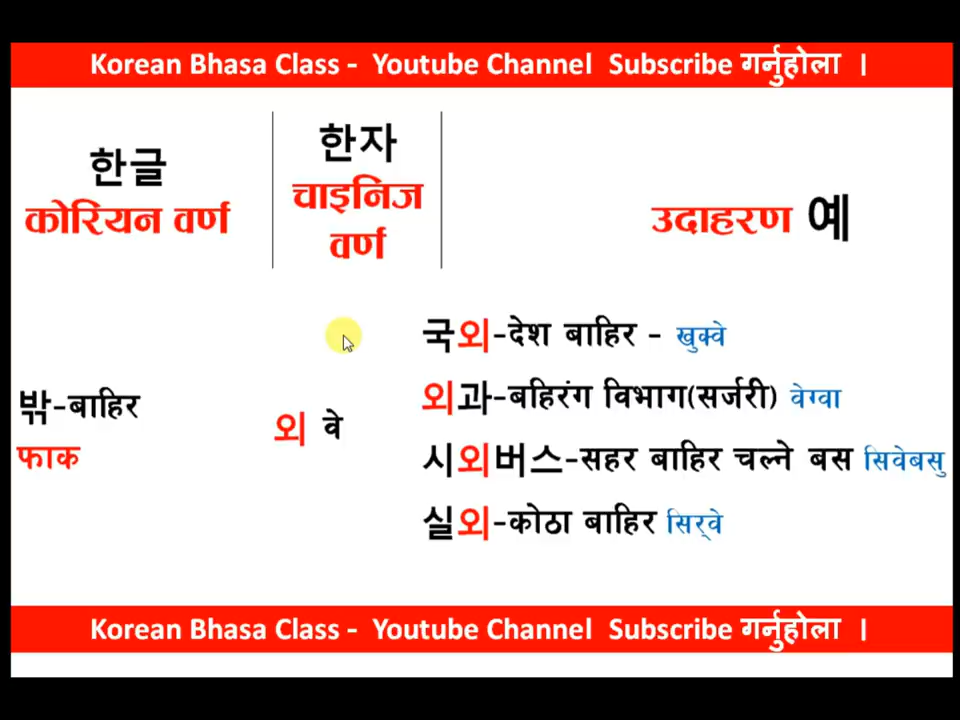 Korean Bhasa Class - Youtube Channel Subscribe गर्नुहोला ।
한글
कोरियन वर्ण
한자
चाइनिज
वर्ण
उदाहरण 예
밖-बाहिर
फाक
외 वे
국외-देश बाहिर - खुक्वे
외과-बहिरंग विभाग(सर्जरी) वेग्वा
시외버스-सहर बाहिर चल्ने बस सिवेबसु
실외-कोठा बाहिर सिर्‍वे
Korean Bhasa Class - Youtube Channel Subscribe गर्नुहोला ।